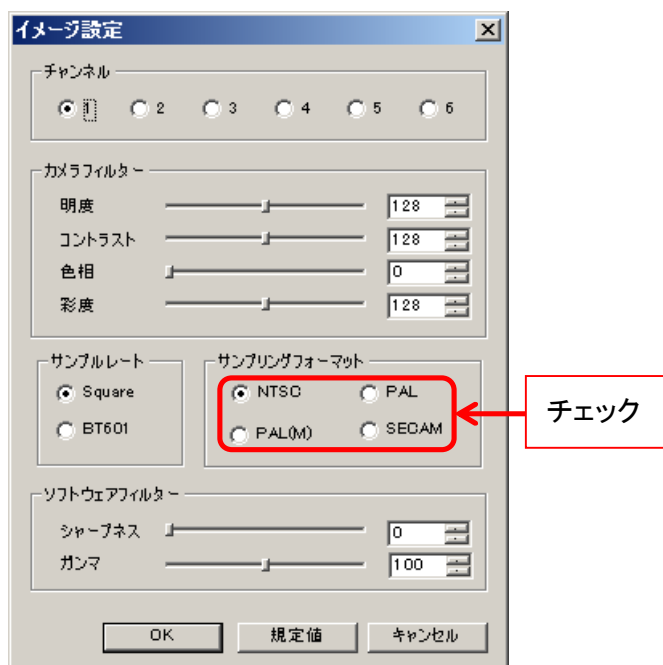 イメージ設定
チャンネル
1 2 3 4 5 6
カメラフィルター
明度 128
コントラスト 128
色相 0
彩度 128
サンプルレート
Square
BT601
サンプリングフォーマット
NTSC PAL
PAL(M) SECAM
チェック
ソフトウェアフィルター
シャープネス 0
ガンマ 100
OK 規定値 キャンセル